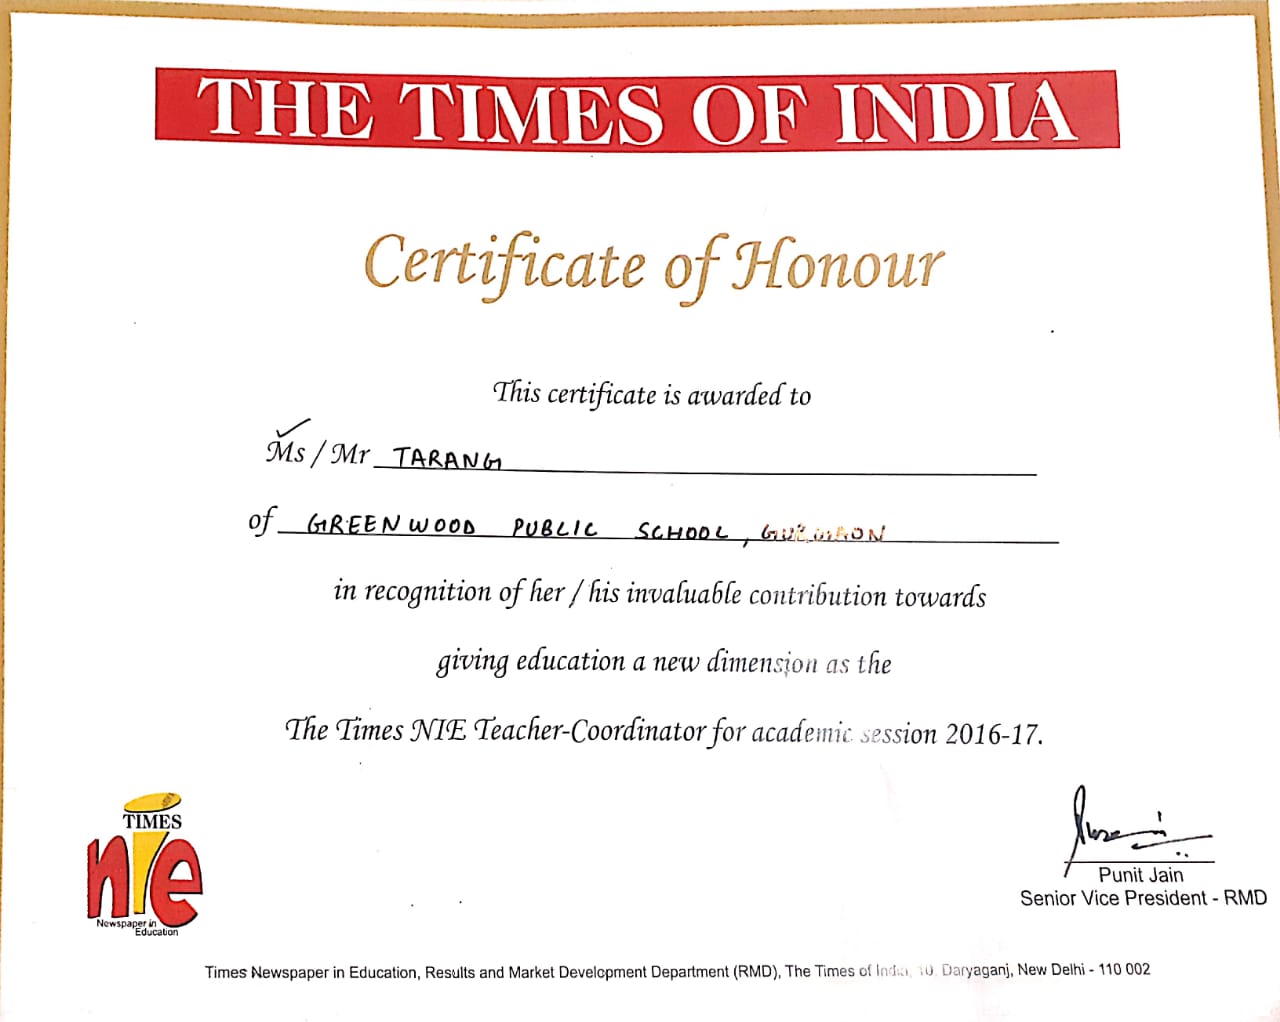 THE TIMES OF INDIA
Certificate of Honour
This certificate is awarded to
Ms / Mr TARANG
of GREENWOOD PUBLIC SCHOOL, GURGAON
in recognition of her / his invaluable contribution towards
giving education a new dimension as the
The Times NIE Teacher-Coordinator for academic session 2016-17.
TIMES
nie
Newspaper in
Education
Punit Jain
Senior Vice President - RMD
Times Newspaper in Education, Results and Market Development Department (RMD), The Times of India, 10, Daryaganj, New Delhi - 110 002